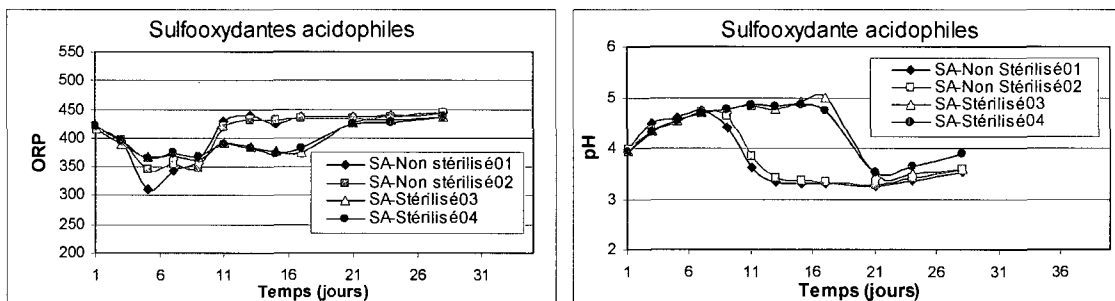 Sulfooxydantes acidophiles
550
500
450
400
350
300
250
200
ORP
SA-Non stérilisé01
SA-Non stérilisé02
SA-Stérilisé03
SA-Stérilisé04
1 6 11 16 21 26 31
Temps (jours)
Sulfooxydante acidophiles
6
5
4
3
2
pH
SA-Non Stérilisé01
SA-Non Stérilisé02
SA-Stérilisé03
SA-Stérilisé04
1 6 11 16 21 26 31 36
Temps (jours)